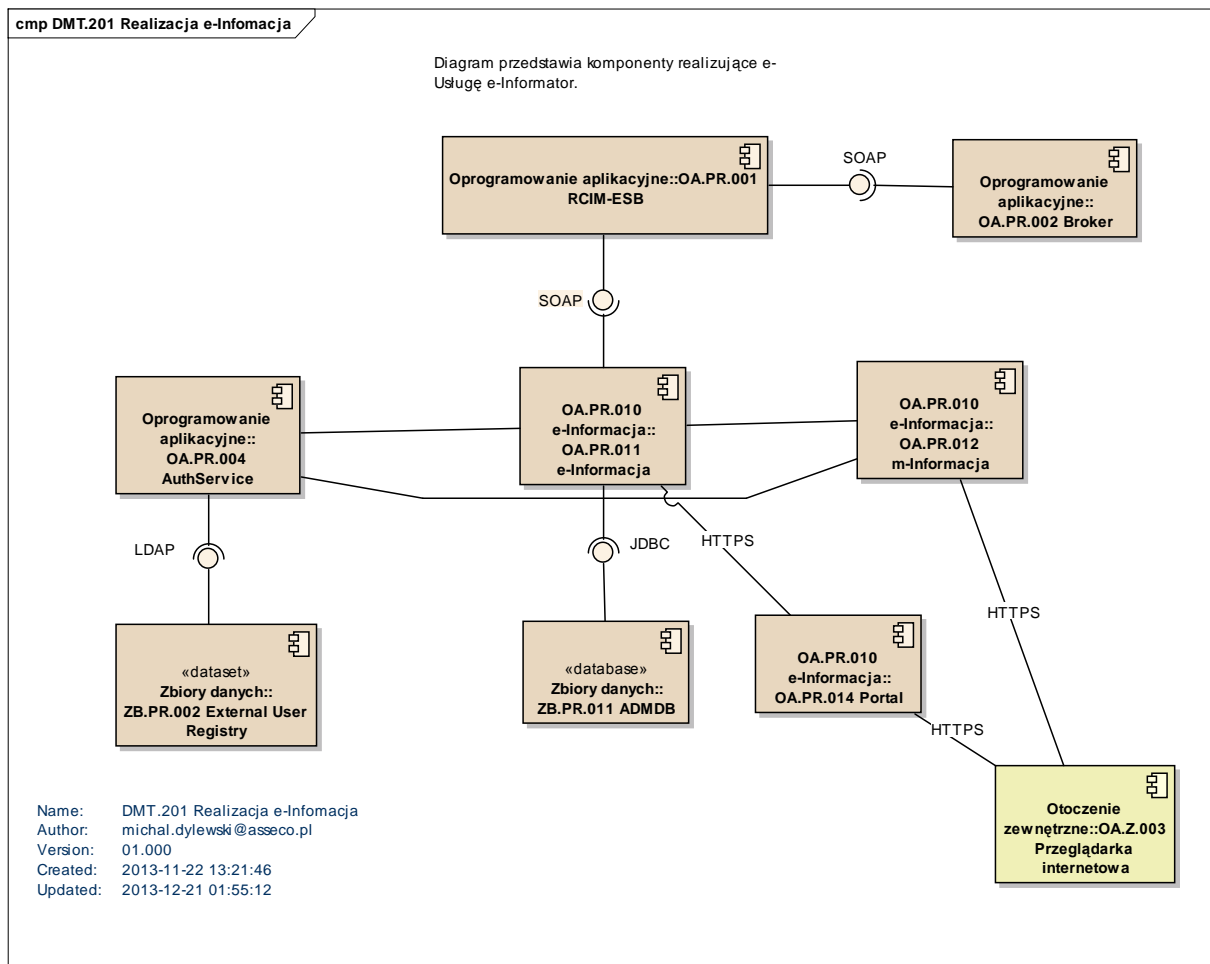 cmp DMT.201 Realizacja e-Infomacja
Diagram przedstawia komponenty realizujące e-
Usługę e-Informator.
Oprogramowanie aplikacyjne::OA.PR.001
RCIM-ESB
SOAP
Oprogramowanie
aplikacyjne::
OA.PR.002 Broker
SOAP
Oprogramowanie
aplikacyjne::
OA.PR.004
AuthService
OA.PR.010
e-Informacja::
OA.PR.011
e-Informacja
OA.PR.010
e-Informacja::
OA.PR.012
m-Informacja
LDAP
JDBC
HTTPS
HTTPS
«dataset»
Zbiory danych::
ZB.PR.002 External User
Registry
«database»
Zbiory danych::
ZB.PR.011 ADMDB
OA.PR.010
e-Informacja::
OA.PR.014 Portal
HTTPS
Otoczenie
zewnętrzne::OA.Z.003
Przeglądarka
internetowa
Name: DMT.201 Realizacja e-Infomacja
Author: michal.dylewski@asseco.pl
Version: 01.000
Created: 2013-11-22 13:21:46
Updated: 2013-12-21 01:55:12